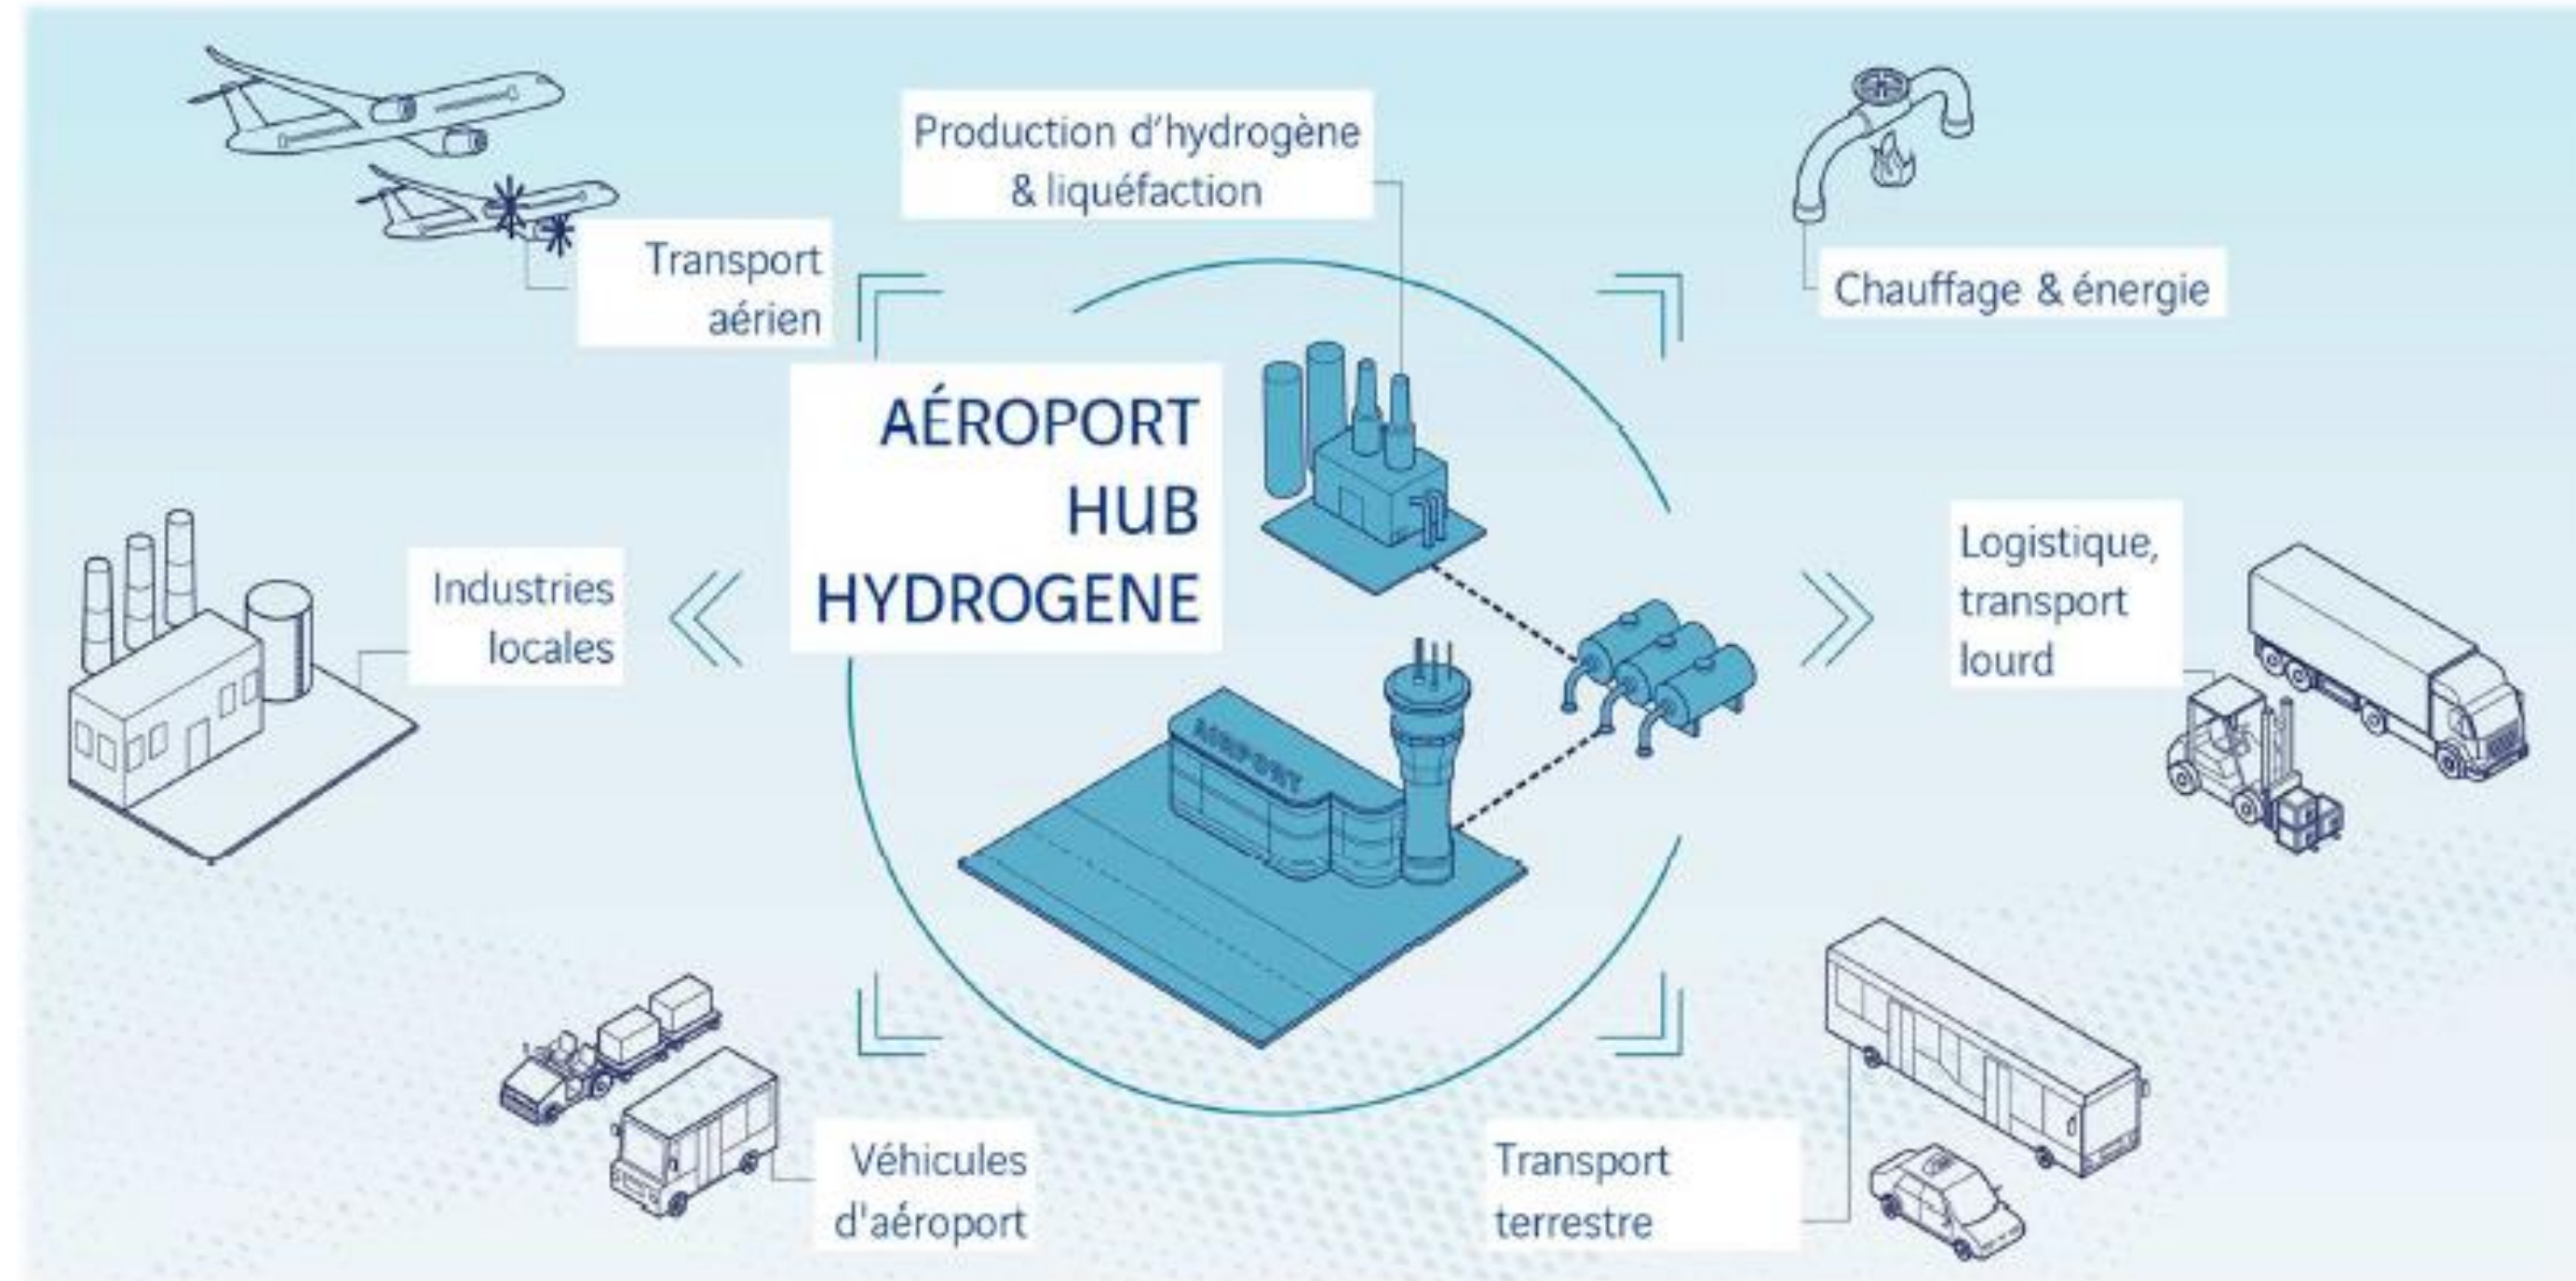 Production d'hydrogène
& liquéfaction
Transport
aérien
Chauffage & énergie
AÉROPORT
HUB
HYDROGENE
Industries
locales
Logistique,
transport
lourd
AIRPORT
Véhicules
d'aéroport
Transport
terrestre